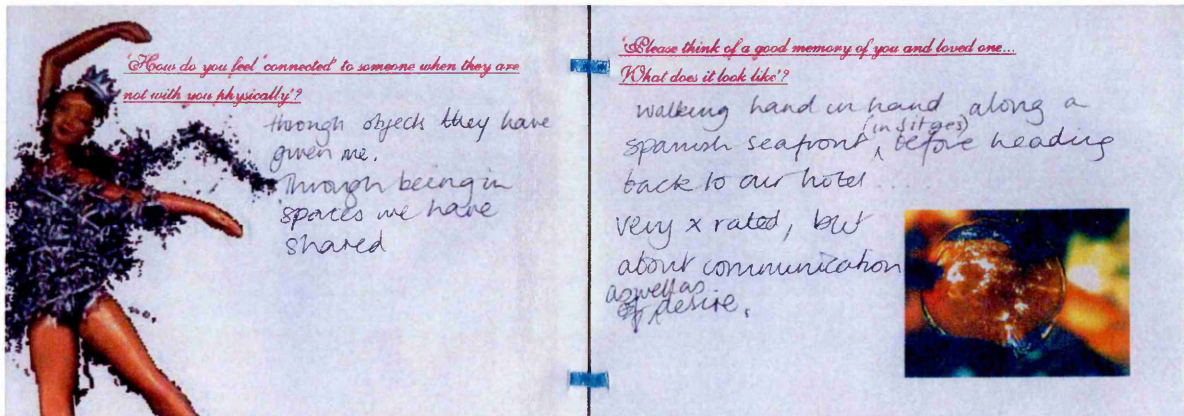 'How do you feel 'connected' to someone when they are
not with you physically'?
through objects they have
given me.
Through being in
spaces we have
shared
'Please think of a good memory of you and loved one...
What does it look like'?
walking hand in hand along a
spanish seafront (in Sitges), before heading
back to our hotel ...
very x rated, but
about communication
as well as
desire.